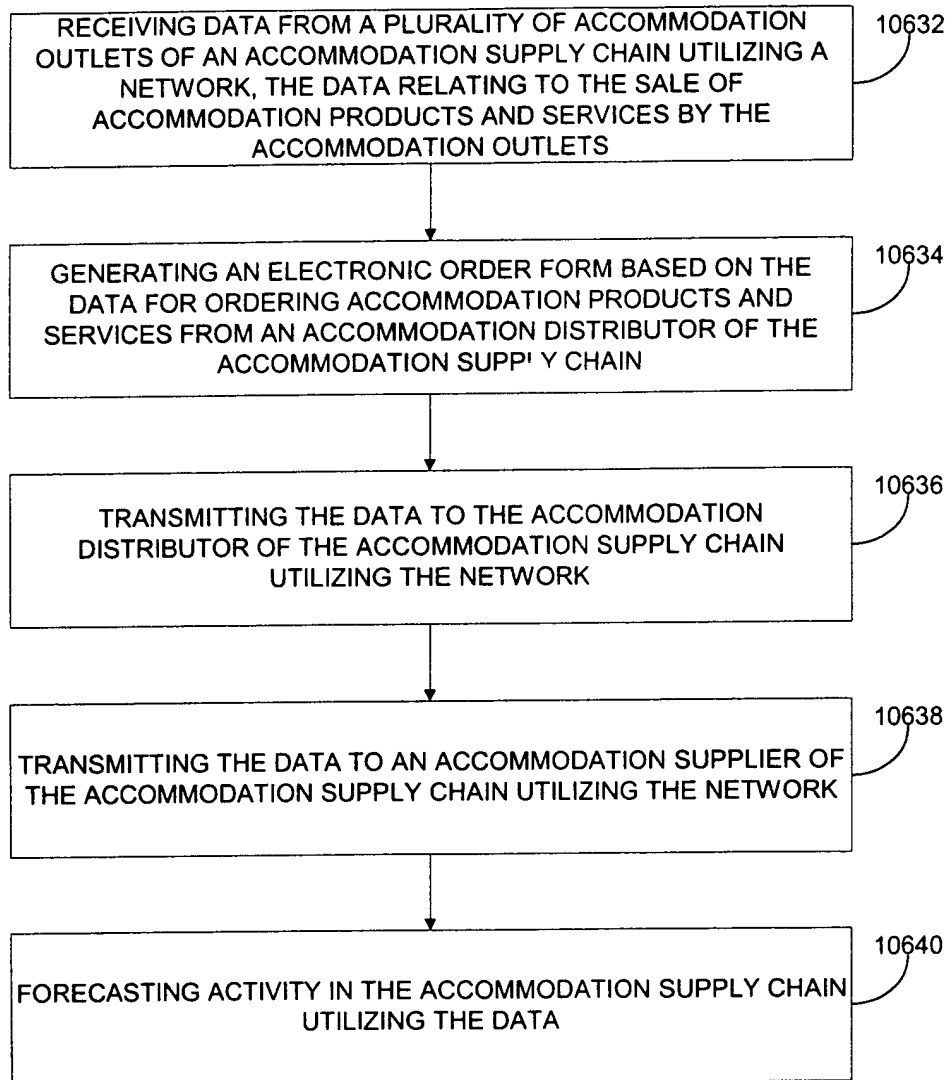 RECEIVING DATA FROM A PLURALITY OF ACCOMMODATION
OUTLETS OF AN ACCOMMODATION SUPPLY CHAIN UTILIZING A
NETWORK, THE DATA RELATING TO THE SALE OF
ACCOMMODATION PRODUCTS AND SERVICES BY THE
ACCOMMODATION OUTLETS
10632
GENERATING AN ELECTRONIC ORDER FORM BASED ON THE
DATA FOR ORDERING ACCOMMODATION PRODUCTS AND
SERVICES FROM AN ACCOMMODATION DISTRIBUTOR OF THE
ACCOMMODATION SUPPLY CHAIN
10634
TRANSMITTING THE DATA TO THE ACCOMMODATION
DISTRIBUTOR OF THE ACCOMMODATION SUPPLY CHAIN
UTILIZING THE NETWORK
10636
TRANSMITTING THE DATA TO AN ACCOMMODATION SUPPLIER OF
THE ACCOMMODATION SUPPLY CHAIN UTILIZING THE NETWORK
10638
FORECASTING ACTIVITY IN THE ACCOMMODATION SUPPLY CHAIN
UTILIZING THE DATA
10640